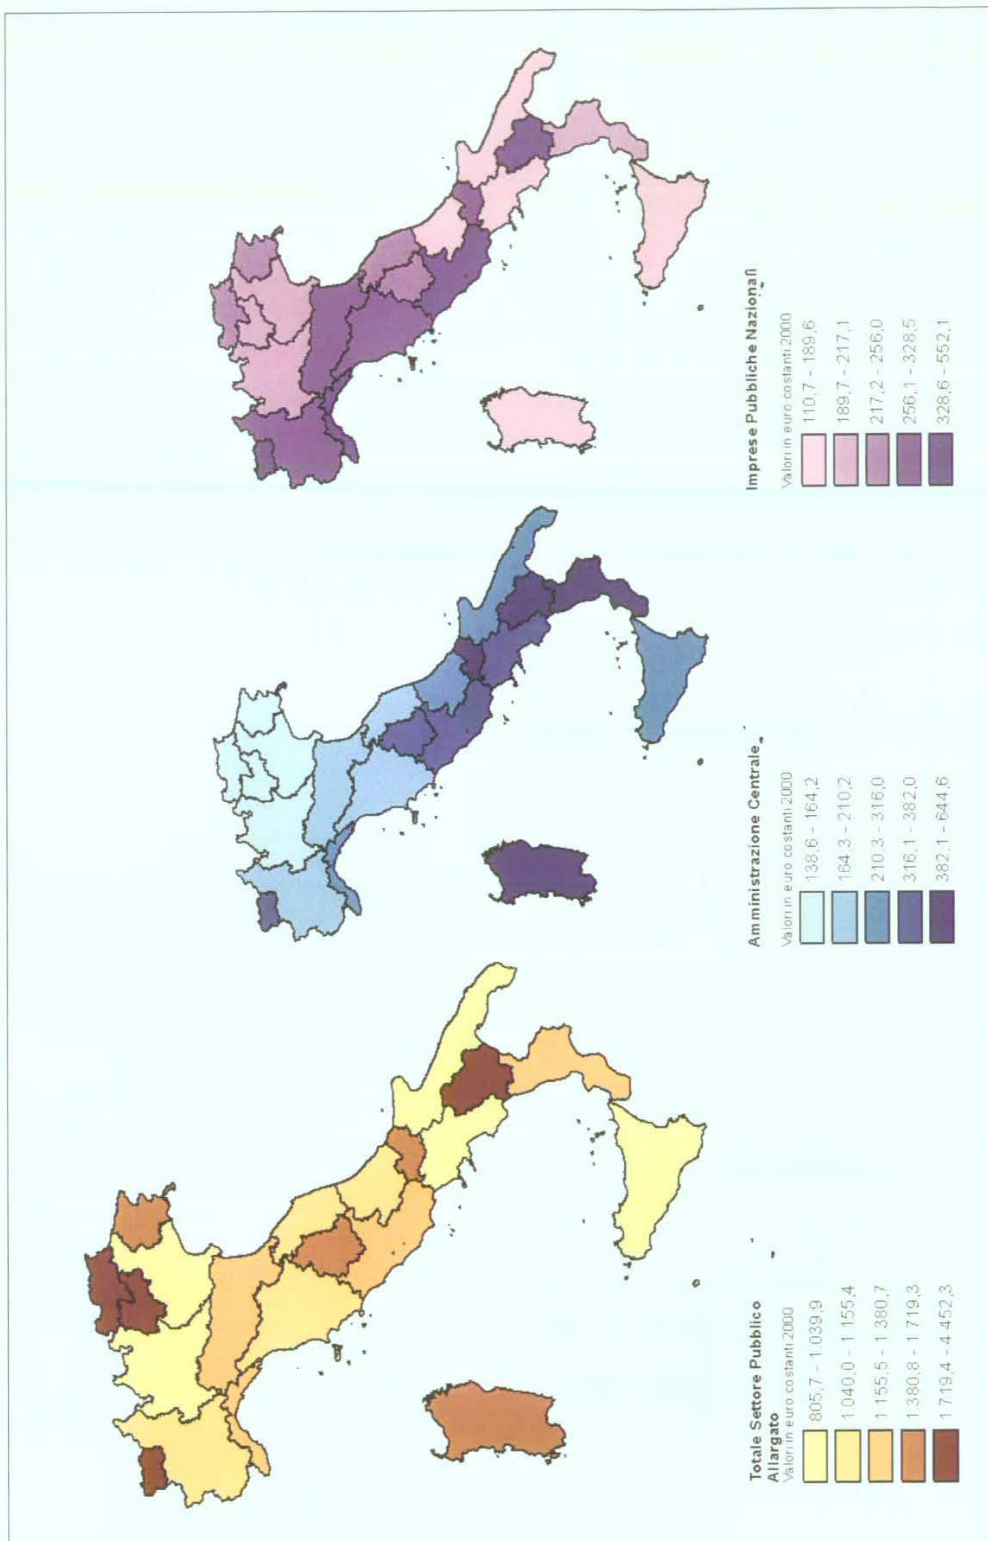 Totale Settore Pubblico
Allargato
Valori in euro costanti 2000
805,7 - 1.039,9
1 040,0 - 1 155,4
1 155,5 - 1 380,7
1 380,8 - 1 719,3
1 719,4 - 4 452,3
Amministrazione Centrale
Valori in euro costanti 2000
138,6 - 164,2
164,3 - 210,2
210,3 - 316,0
316,1 - 382,0
382,1 - 644,6
Imprese Pubbliche Nazionali
Valori in euro costanti 2000
110,7 - 189,6
189,7 - 217,1
217,2 - 256,0
256,1 - 328,5
328,6 - 552,1